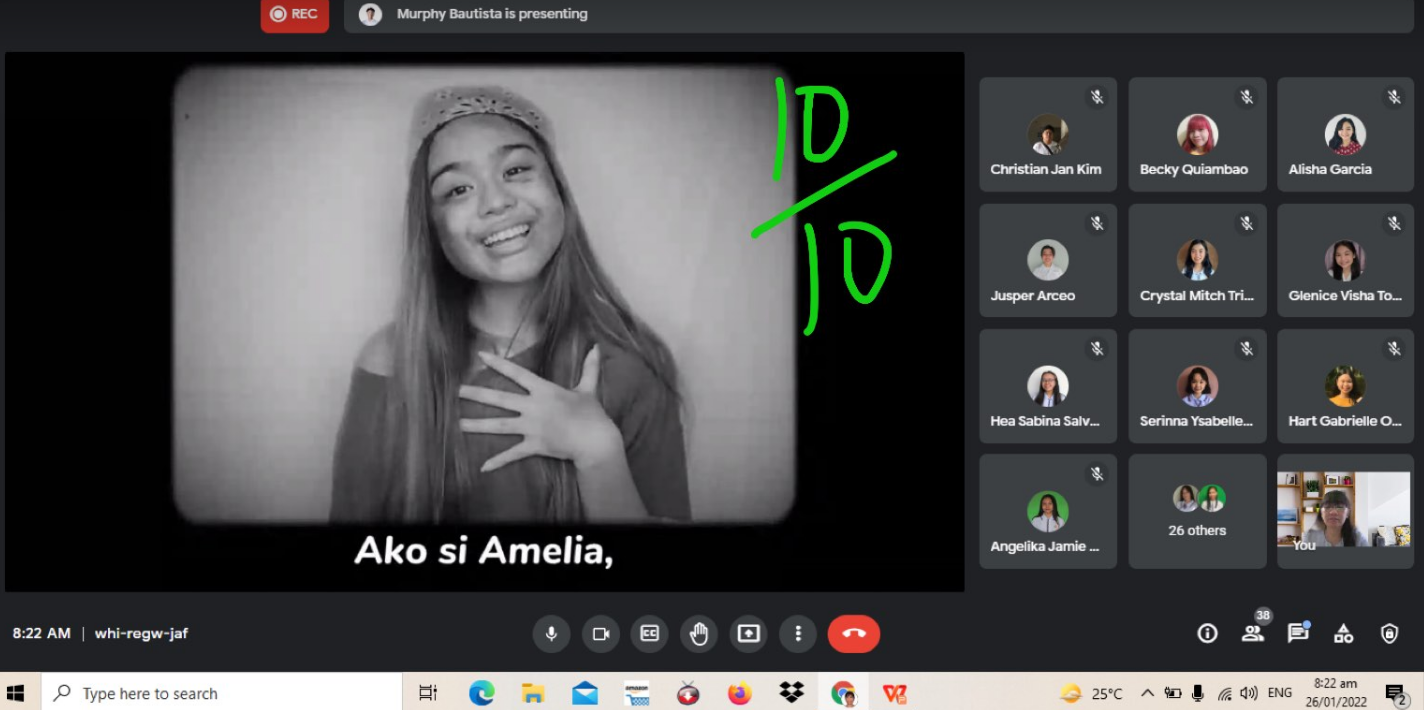 REC
Murphy Bautista is presenting
10
10
Ako si Amelia,
Christian Jan Kim
Becky Quiambao
Alisha Garcia
Jusper Arceo
Crystal Mitch Tri...
Glenice Visha To...
Hea Sabina Salv...
Serinna Ysabelle...
Hart Gabrielle O...
Angelika Jamie ...
26 others
You
8:22 AM | whi-regw-jaf
CC
38
Type here to search
amazon
25°C
ENG
8:22 am
26/01/2022
2